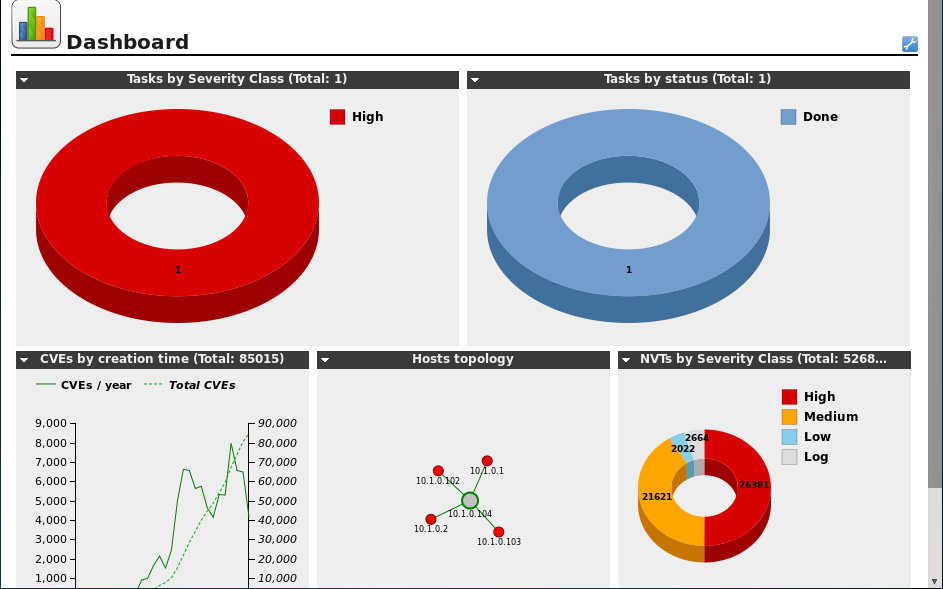 Dashboard
Tasks by Severity Class (Total: 1)
High
1
Tasks by status (Total: 1)
Done
1
CVEs by creation time (Total: 85015)
CVEs / year
Total CVEs
9,000
8,000
7,000
6,000
5,000
4,000
3,000
2,000
1,000
90,000
80,000
70,000
60,000
50,000
40,000
30,000
20,000
10,000
Hosts topology
10.1.0.102
10.1.0.1
10.1.0.104
10.1.0.2
10.1.0.103
NVTs by Severity Class (Total: 5268...
High
Medium
Low
Log
2664
2022
26381
21621